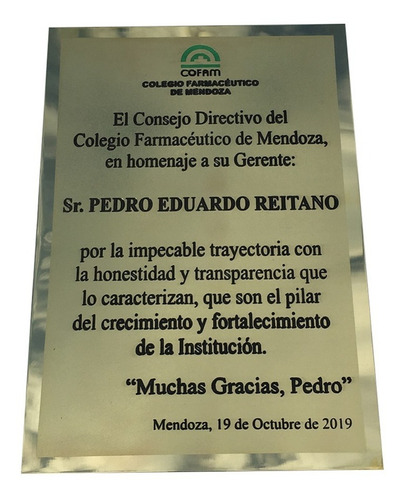 COFAM
COLEGIO FARMACÉUTICO
DE MENDOZA
El Consejo Directivo del
Colegio Farmacéutico de Mendoza,
en homenaje a su Gerente:
Sr. PEDRO EDUARDO REITANO
por la impecable trayectoria con
la honestidad y transparencia que
lo caracterizan, que son el pilar
del crecimiento y fortalecimiento
de la Institución.
“Muchas Gracias, Pedro”
Mendoza, 19 de Octubre de 2019